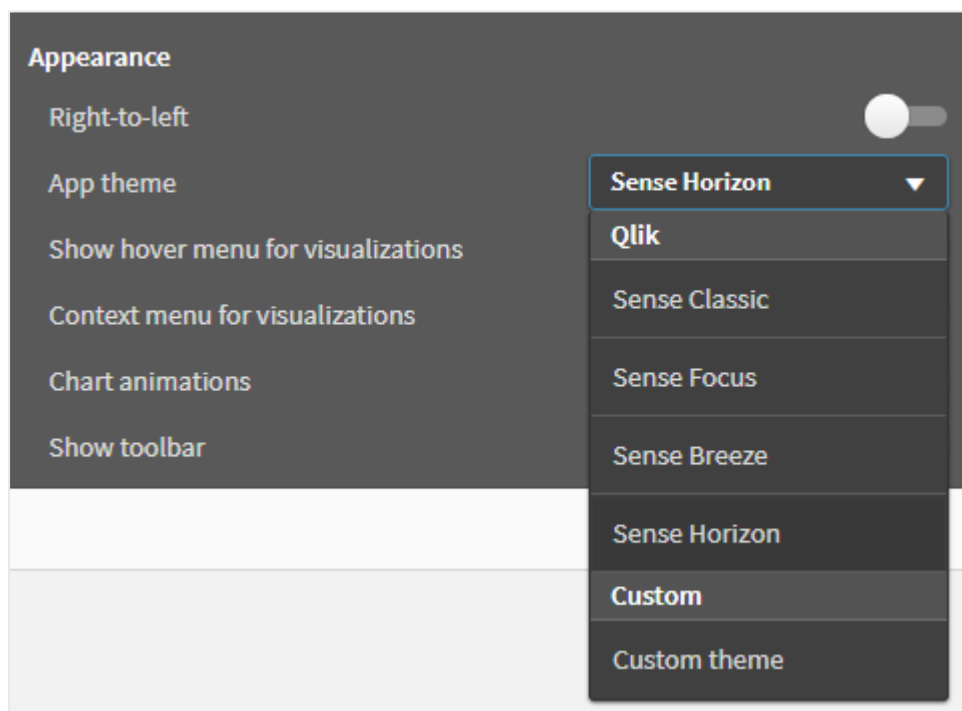 Appearance
Right-to-left
App theme
Sense Horizon
Show hover menu for visualizations
Context menu for visualizations
Chart animations
Show toolbar
Qlik
Sense Classic
Sense Focus
Sense Breeze
Sense Horizon
Custom
Custom theme